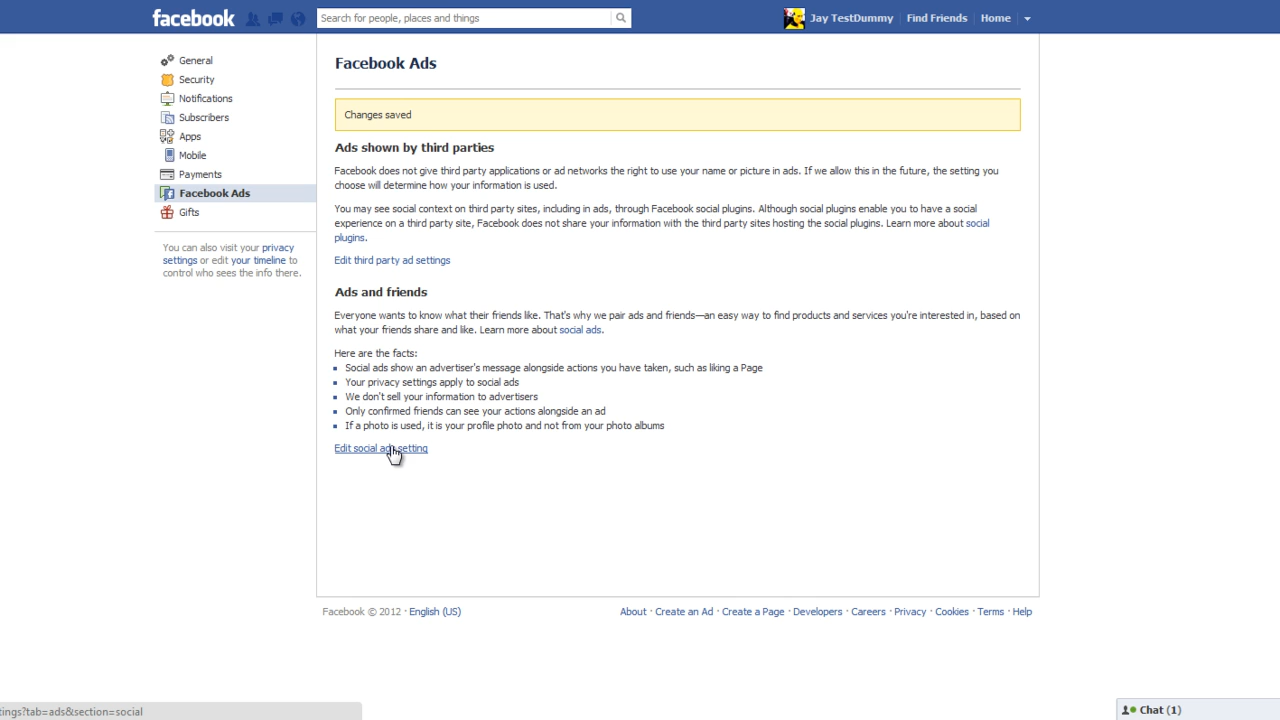 facebook
Search for people, places and things
Jay TestDummy
Find Friends
Home
General
Security
Notifications
Subscribers
Apps
Mobile
Payments
Facebook Ads
Gifts
You can also visit your privacy
settings or edit your timeline to
control who sees the info there.
Facebook Ads
Changes saved
Ads shown by third parties
Facebook does not give third party applications or ad networks the right to use your name or picture in ads. If we allow this in the future, the setting you
choose will determine how your information is used.
You may see social context on third party sites, including in ads, through Facebook social plugins. Although social plugins enable you to have a social
experience on a third party site, Facebook does not share your information with the third party sites hosting the social plugins. Learn more about social
plugins.
Edit third party ad settings
Ads and friends
Everyone wants to know what their friends like. That's why we pair ads and friends—an easy way to find products and services you're interested in, based on
what your friends share and like. Learn more about social ads.
Here are the facts:
Social ads show an advertiser's message alongside actions you have taken, such as liking a Page
Your privacy settings apply to social ads
We don't sell your information to advertisers
Only confirmed friends can see your actions alongside an ad
If a photo is used, it is your profile photo and not from your photo albums
Edit social ads setting
Facebook © 2012 · English (US)
About · Create an Ad · Create a Page · Developers · Careers · Privacy · Cookies · Terms · Help
tings?tab=ads&section=social
Chat (1)